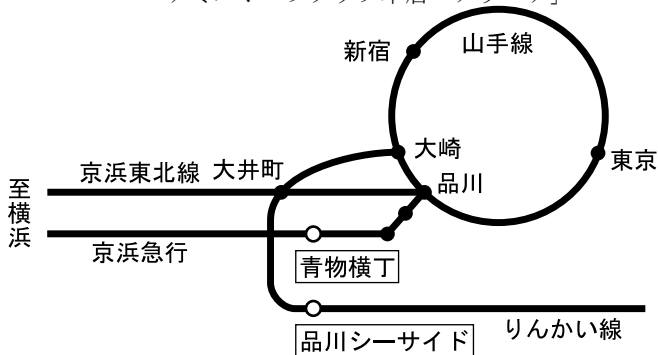 新宿
山手線
大崎
東京
京浜東北線
大井町
品川
至横浜
京浜急行
青物横丁
品川シーサイド
りんかい線